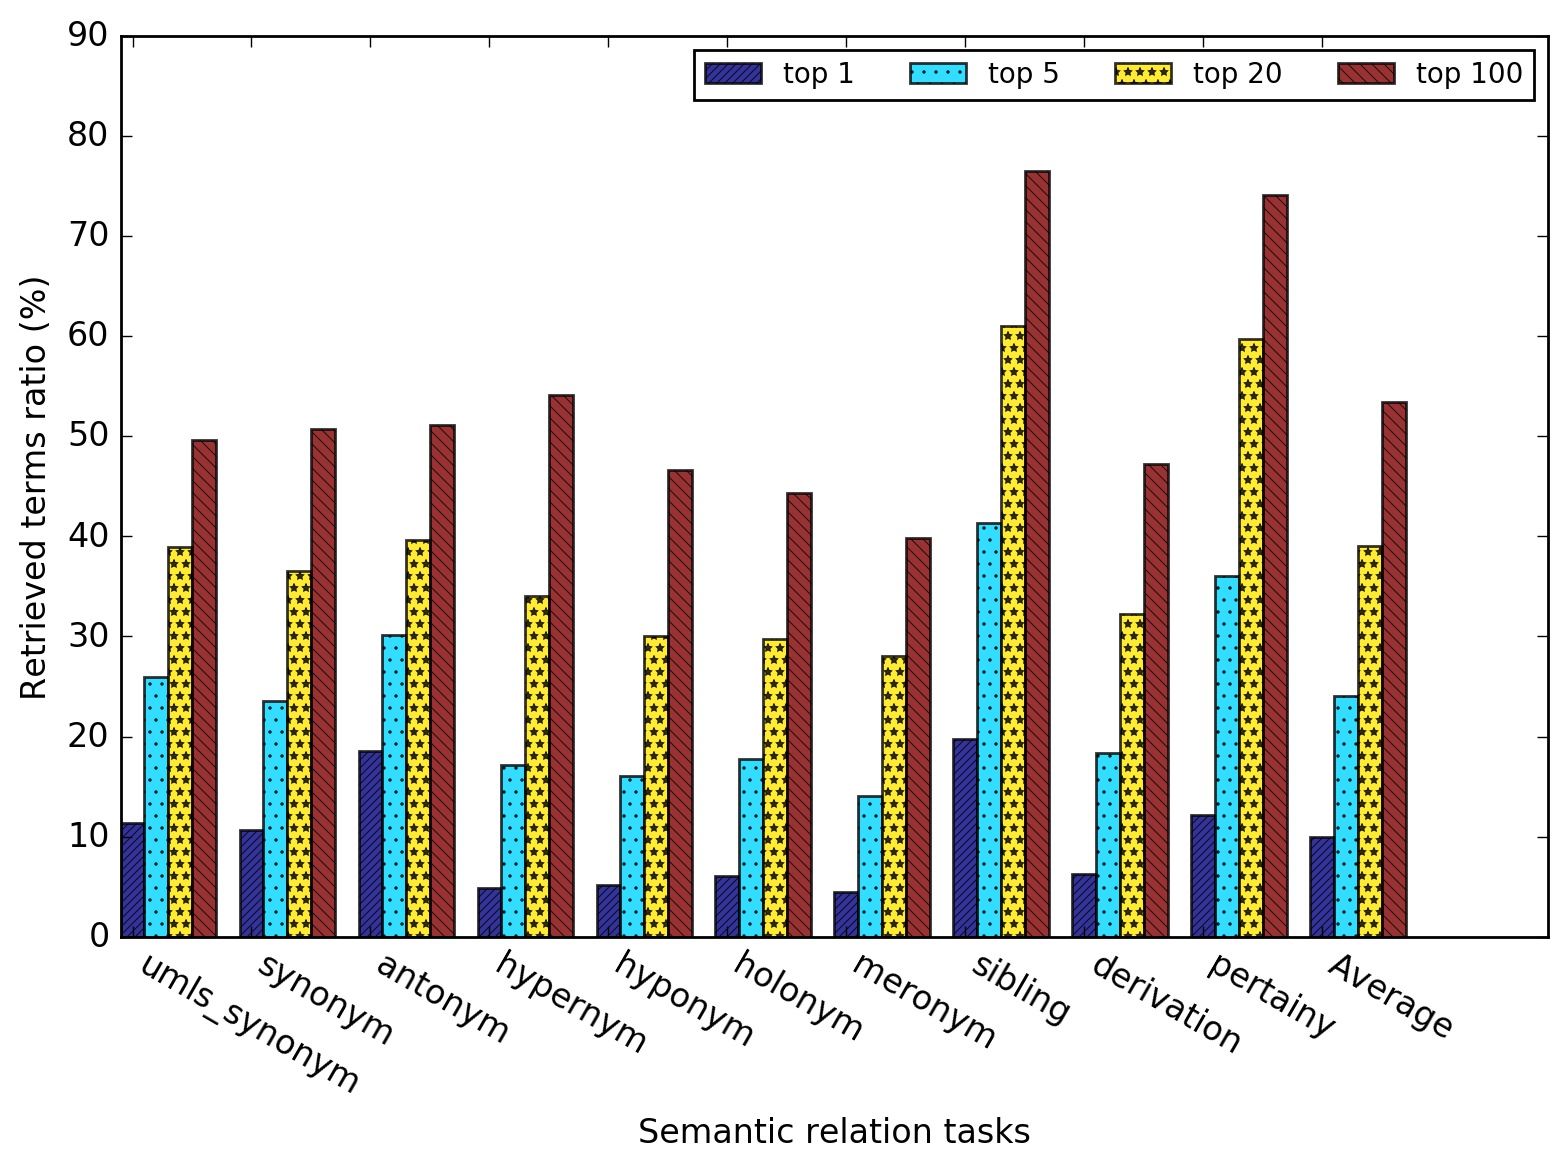 top 1 top 5 top 20 top 100
Retrieved terms ratio (%)
90
80
70
60
50
40
30
20
10
0
umls_synonym
synonym
antonym
hypernym
hyponym
holonym
meronym
sibling
derivation
pertainy
Average
Semantic relation tasks